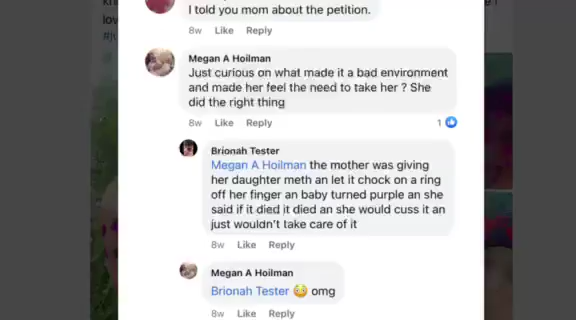 I told you mom about the petition.
8w Like Reply
Megan A Hoilman
Just curious on what made it a bad environment
and made her feel the need to take her ? She
did the right thing
8w Like Reply 1
Brionah Tester
Megan A Hoilman the mother was giving
her daughter meth an let it chock on a ring
off her finger an baby turned purple an she
said if it died it died an she would cuss it an
just wouldn't take care of it
8w Like Reply
Megan A Hoilman
Brionah Tester 😳 omg
8w Like Reply